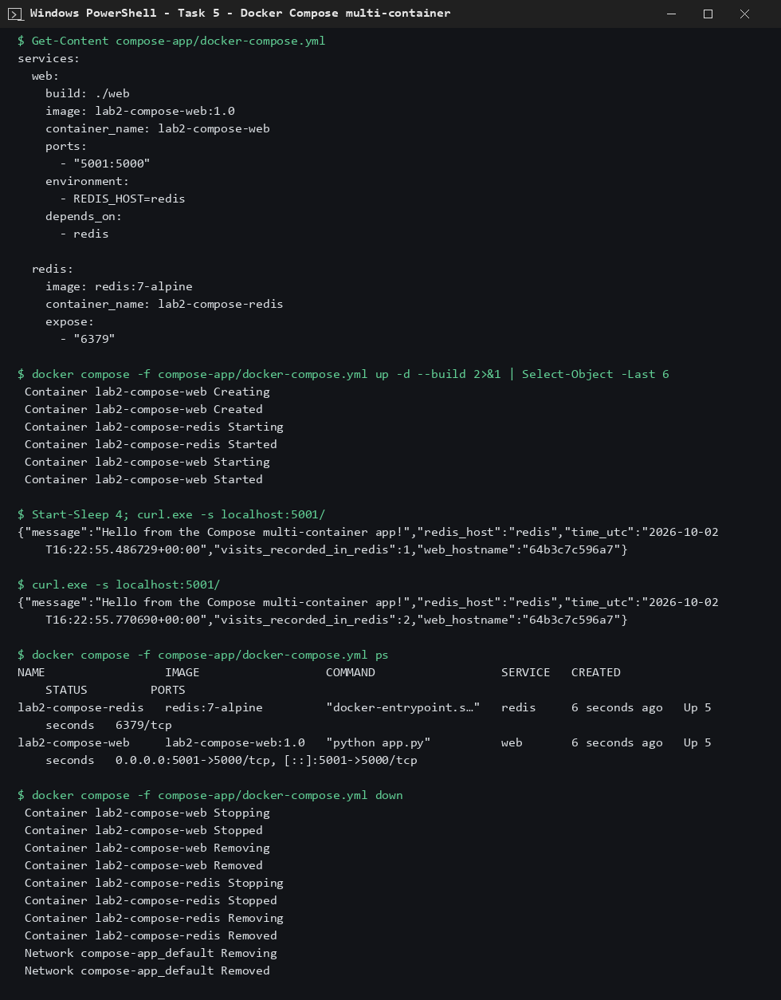 Windows PowerShell - Task 5 - Docker Compose multi-container
$ Get-Content compose-app/docker-compose.yml
services:
  web:
    build: ./web
    image: lab2-compose-web:1.0
    container_name: lab2-compose-web
    ports:
      - "5001:5000"
    environment:
      - REDIS_HOST=redis
    depends_on:
      - redis

  redis:
    image: redis:7-alpine
    container_name: lab2-compose-redis
    expose:
      - "6379"

$ docker compose -f compose-app/docker-compose.yml up -d --build 2>&1 | Select-Object -Last 6
 Container lab2-compose-web Creating
 Container lab2-compose-web Created
 Container lab2-compose-redis Starting
 Container lab2-compose-redis Started
 Container lab2-compose-web Starting
 Container lab2-compose-web Started

$ Start-Sleep 4; curl.exe -s localhost:5001/
{"message":"Hello from the Compose multi-container app!","redis_host":"redis","time_utc":"2026-10-02
    T16:22:55.486729+00:00","visits_recorded_in_redis":1,"web_hostname":"64b3c7c596a7"}

$ curl.exe -s localhost:5001/
{"message":"Hello from the Compose multi-container app!","redis_host":"redis","time_utc":"2026-10-02
    T16:22:55.770690+00:00","visits_recorded_in_redis":2,"web_hostname":"64b3c7c596a7"}

$ docker compose -f compose-app/docker-compose.yml ps
NAME                 IMAGE                  COMMAND                  SERVICE   CREATED
    STATUS         PORTS
lab2-compose-redis   redis:7-alpine         "docker-entrypoint.s…"   redis     6 seconds ago   Up 5
    seconds   6379/tcp
lab2-compose-web     lab2-compose-web:1.0   "python app.py"          web       6 seconds ago   Up 5
    seconds   0.0.0.0:5001->5000/tcp, [::]:5001->5000/tcp

$ docker compose -f compose-app/docker-compose.yml down
 Container lab2-compose-web Stopping
 Container lab2-compose-web Stopped
 Container lab2-compose-web Removing
 Container lab2-compose-web Removed
 Container lab2-compose-redis Stopping
 Container lab2-compose-redis Stopped
 Container lab2-compose-redis Removing
 Container lab2-compose-redis Removed
 Network compose-app_default Removing
 Network compose-app_default Removed